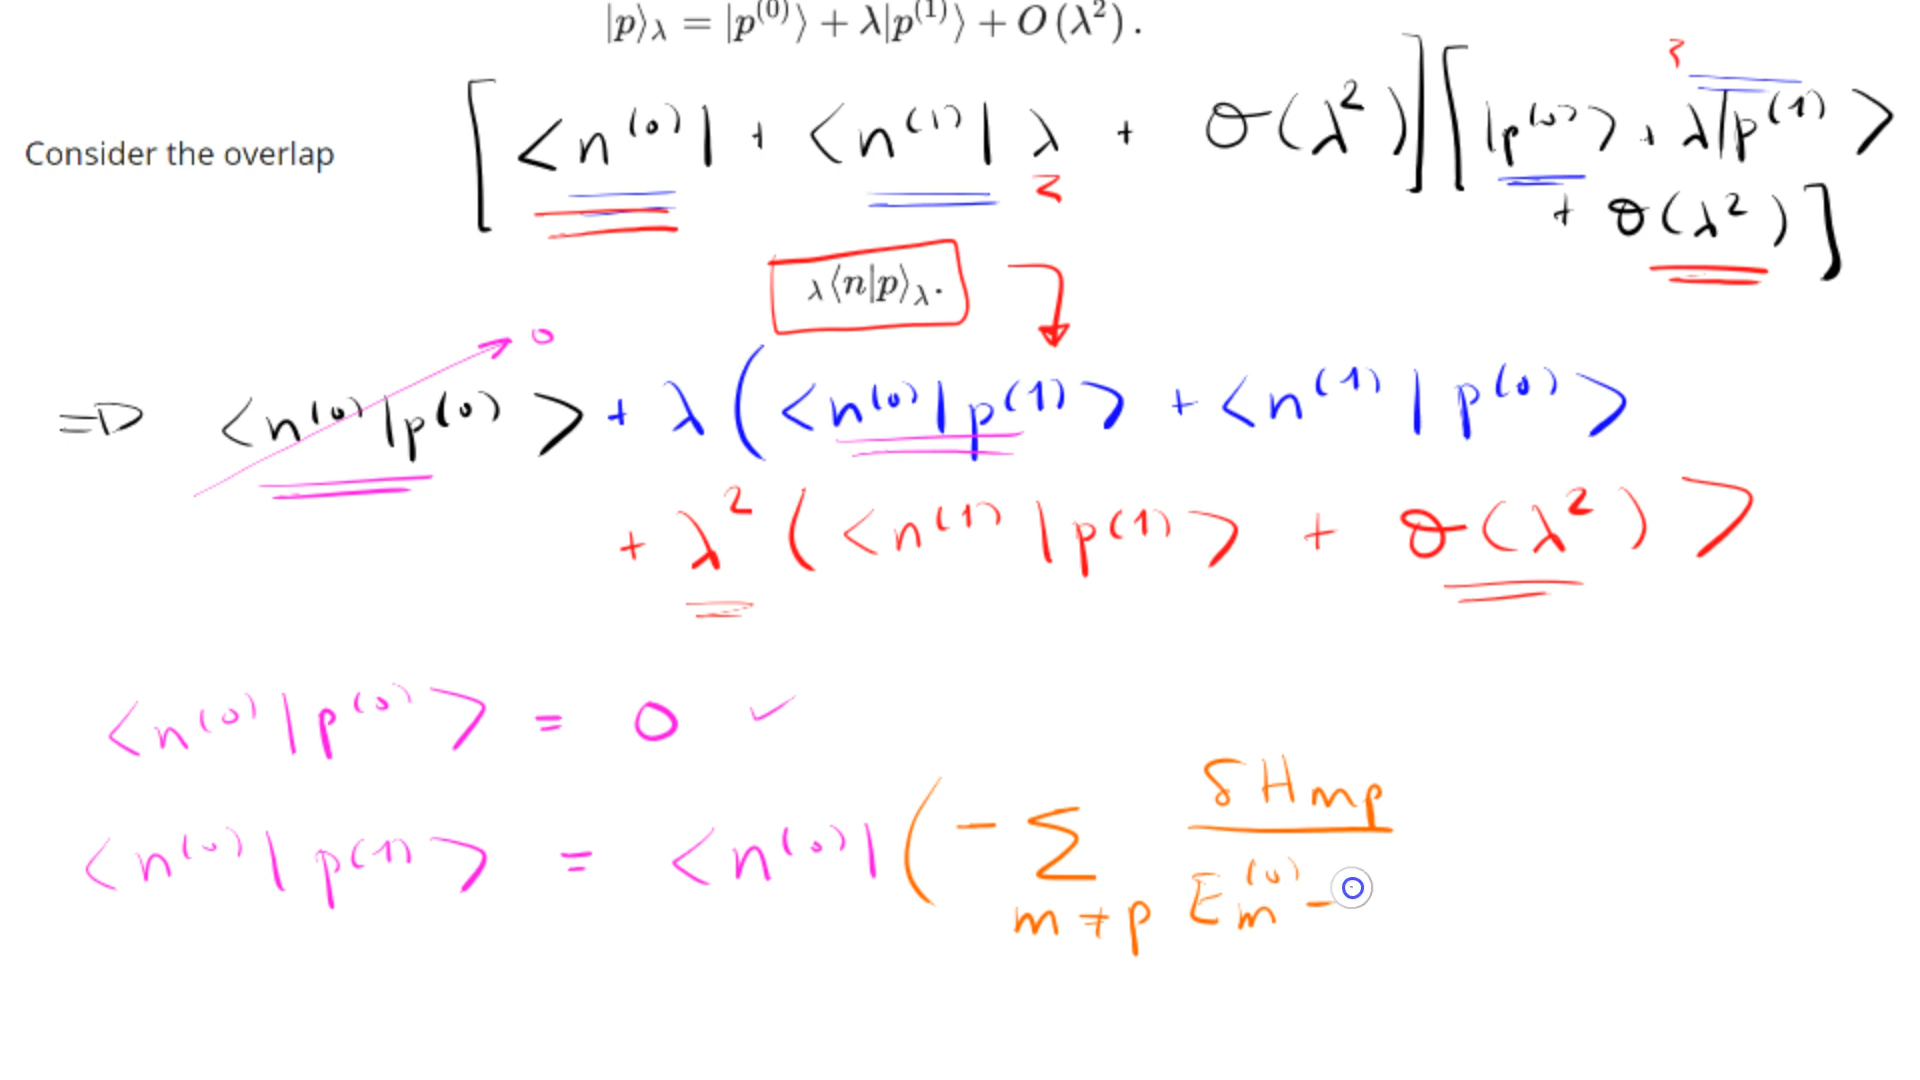 |p⟩_λ = |p^(0)⟩ + λ|p^(1)⟩ + O(λ²).
Consider the overlap
[<n^(0)| + <n^(1)| λ + O(λ²)][|p^(0)> + λ|p^(1)>
+ O(λ²)]
λ⟨n|p⟩λ.
=> <n^(0)|p^(0)> + λ(<n^(0)|p^(1)> + <n^(1)|p^(0)>
0
+ λ²(<n^(1)|p^(1)> + O(λ²)>
<n^(0)|p^(0)> = 0 ✓
<n^(0)|p^(1)> = <n^(0)|(-Σ_{m≠p} δH_mp / E_m^(0) -